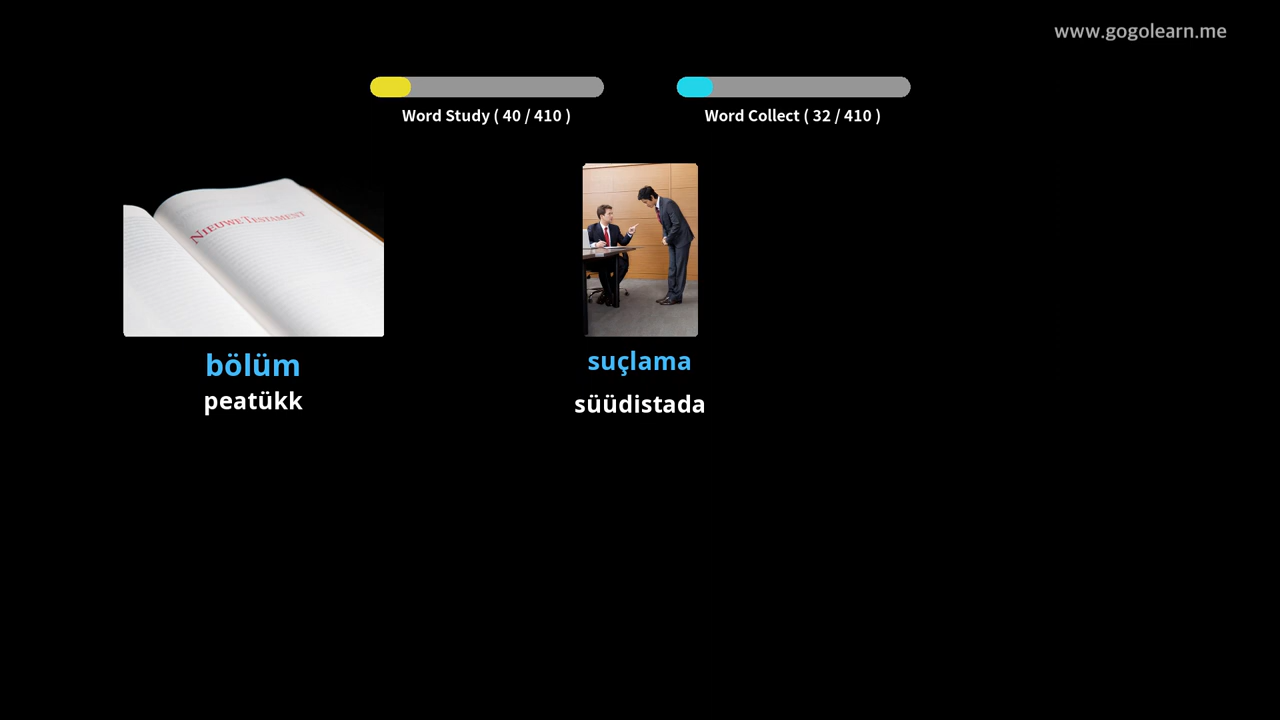 www.gogolearn.me
Word Study ( 40 / 410 )
Word Collect ( 32 / 410 )
NIEUWE TESTAMENT
bölüm
peatükk
suçlama
süüdistada